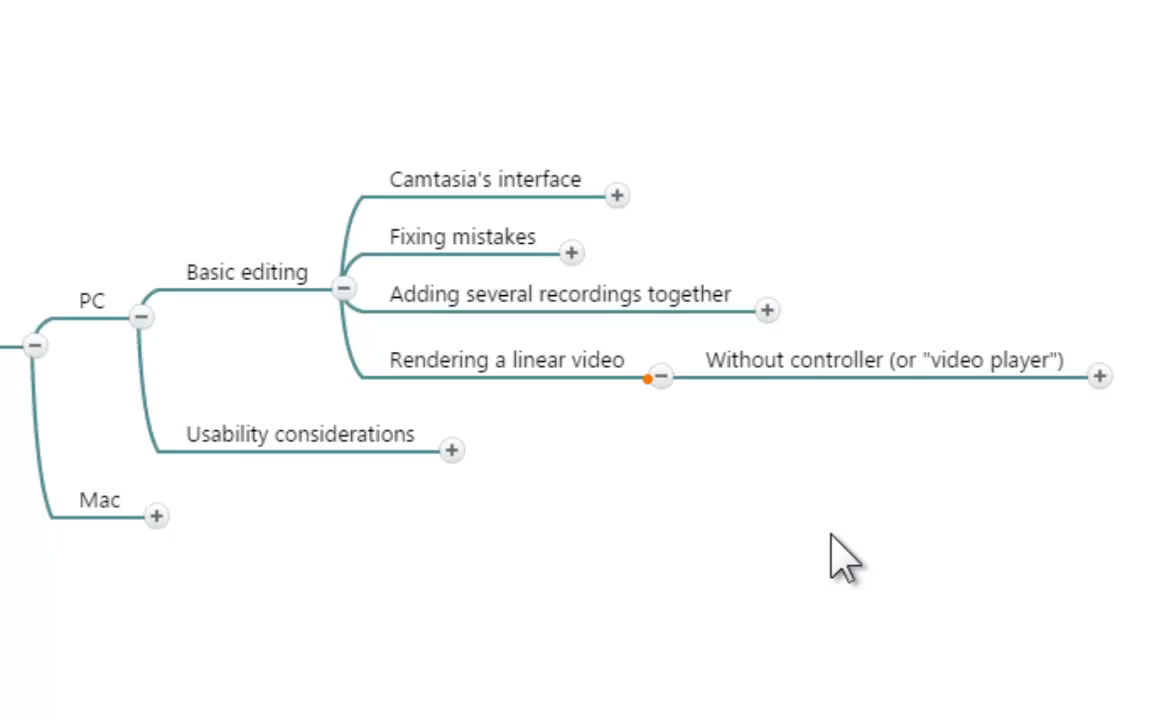 Camtasia's interface
Fixing mistakes
Basic editing
Adding several recordings together
PC
Rendering a linear video
Without controller (or "video player")
Usability considerations
Mac